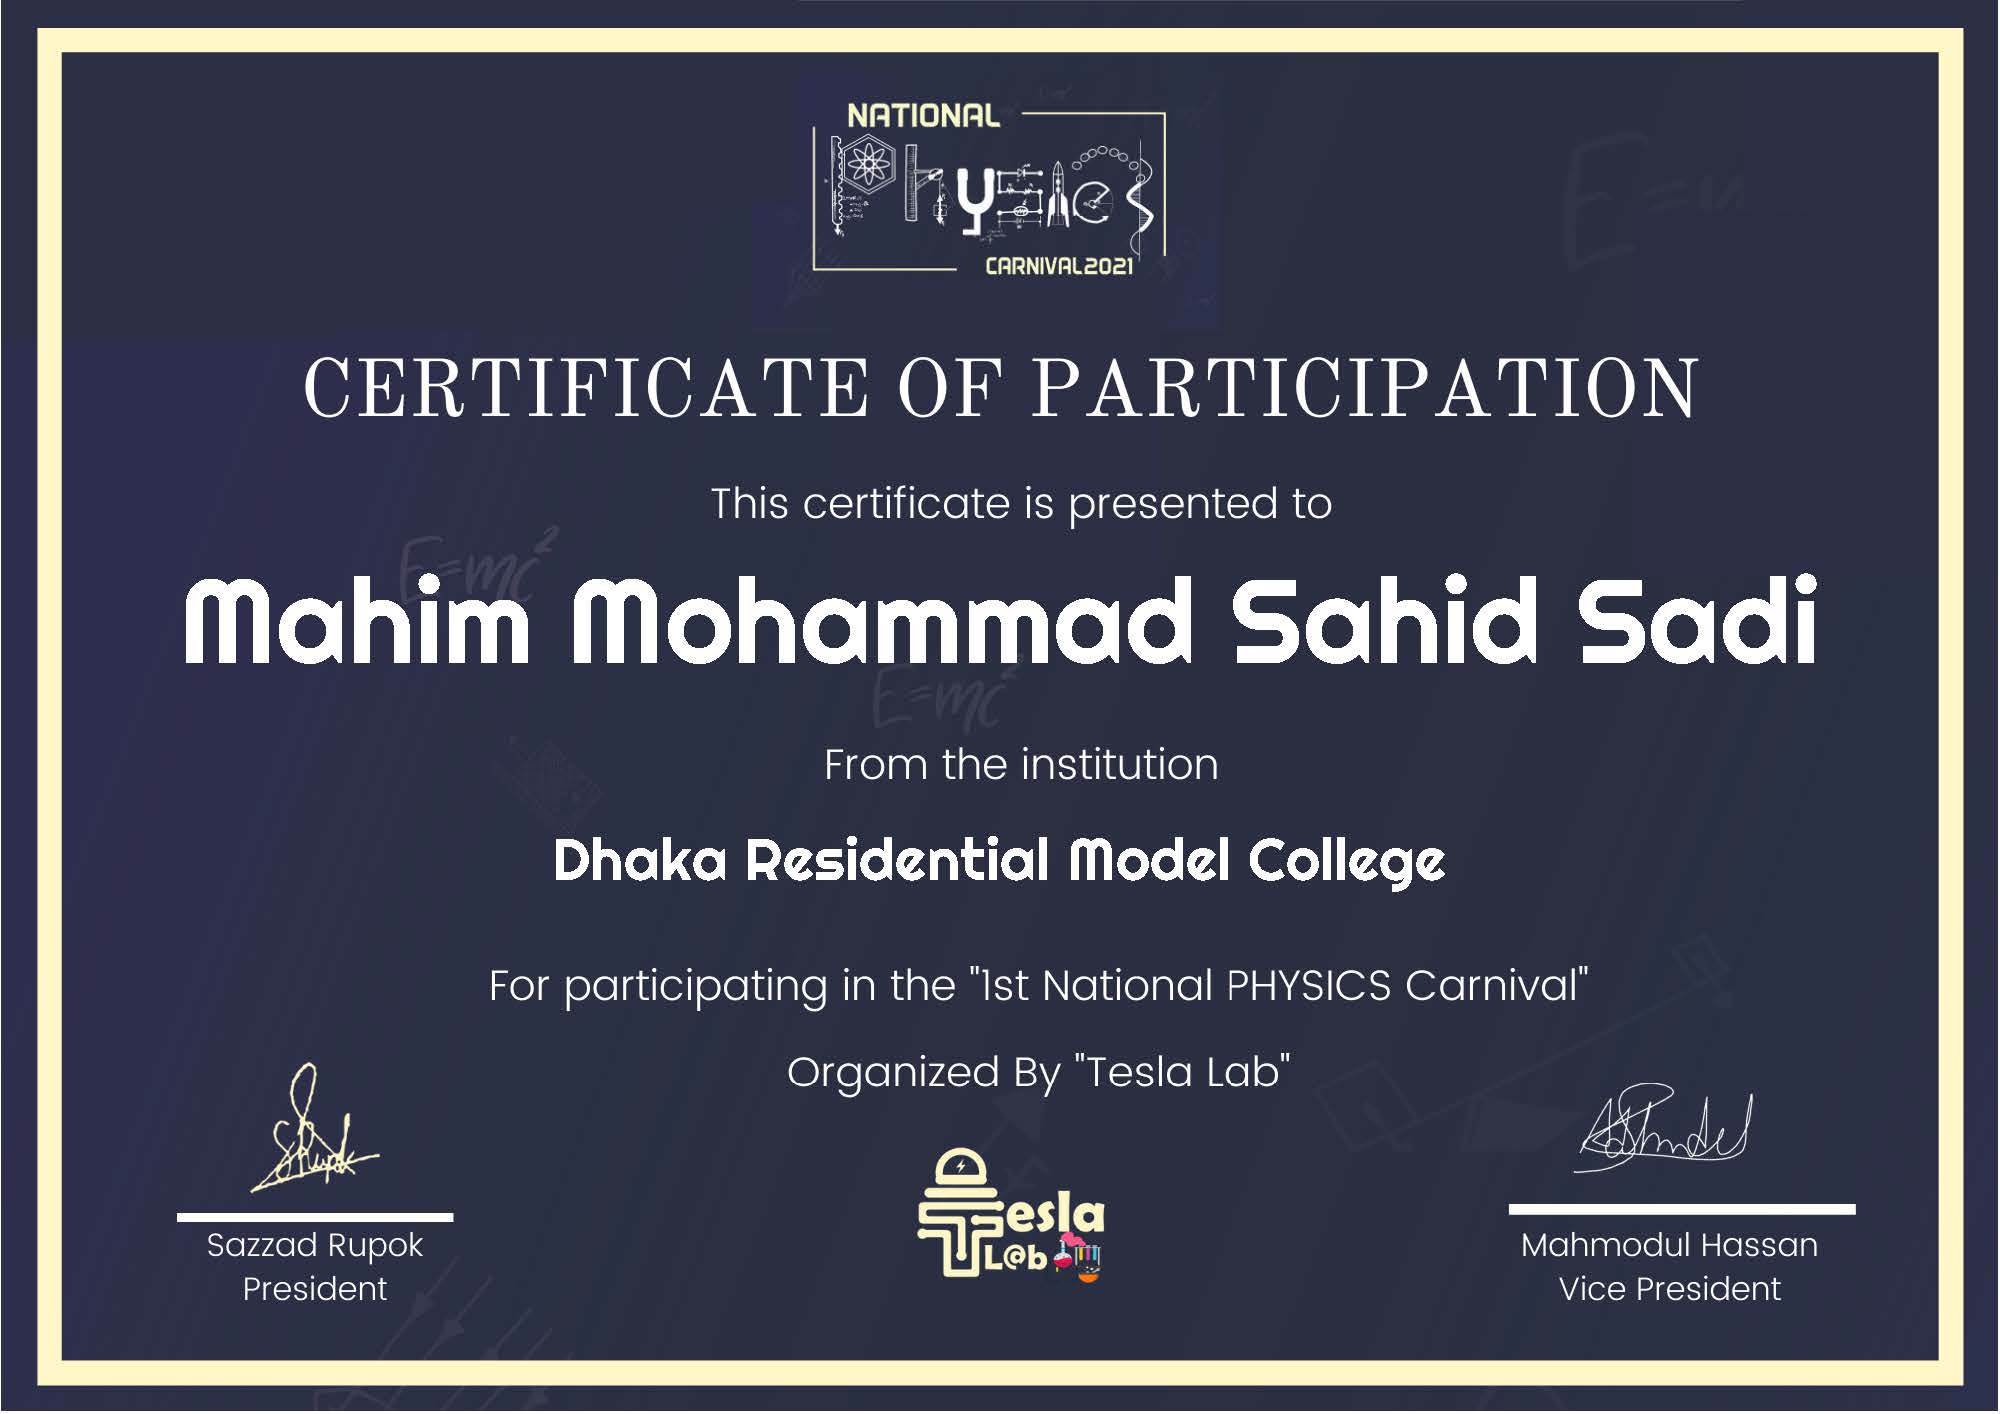 NATIONAL
PHYSICS
CARNIVAL2021
CERTIFICATE OF PARTICIPATION
This certificate is presented to
E=mc²
Mahim Mohammad Sahid Sadi
E=mc²
From the institution
Dhaka Residential Model College
For participating in the "1st National PHYSICS Carnival"
Organized By "Tesla Lab"
Tesla
L@b
Sazzad Rupok
President
Mahmodul Hassan
Vice President